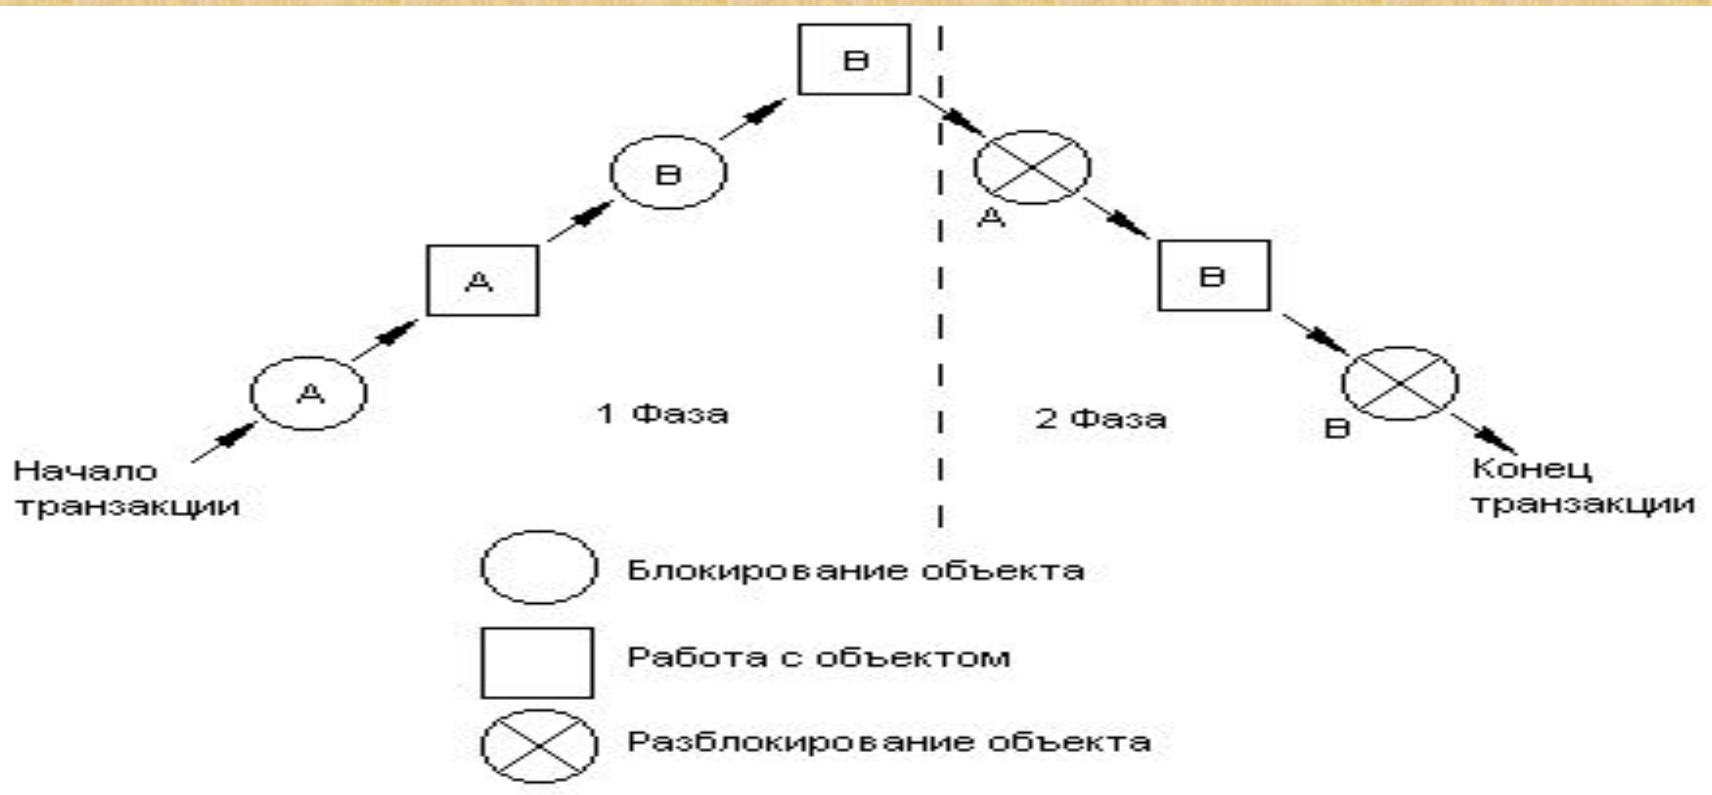 B
B
A
A
B
A
1 Фаза
2 Фаза
B
Начало
транзакции
Конец
транзакции
Блокирование объекта
Работа с объектом
Разблокирование объекта